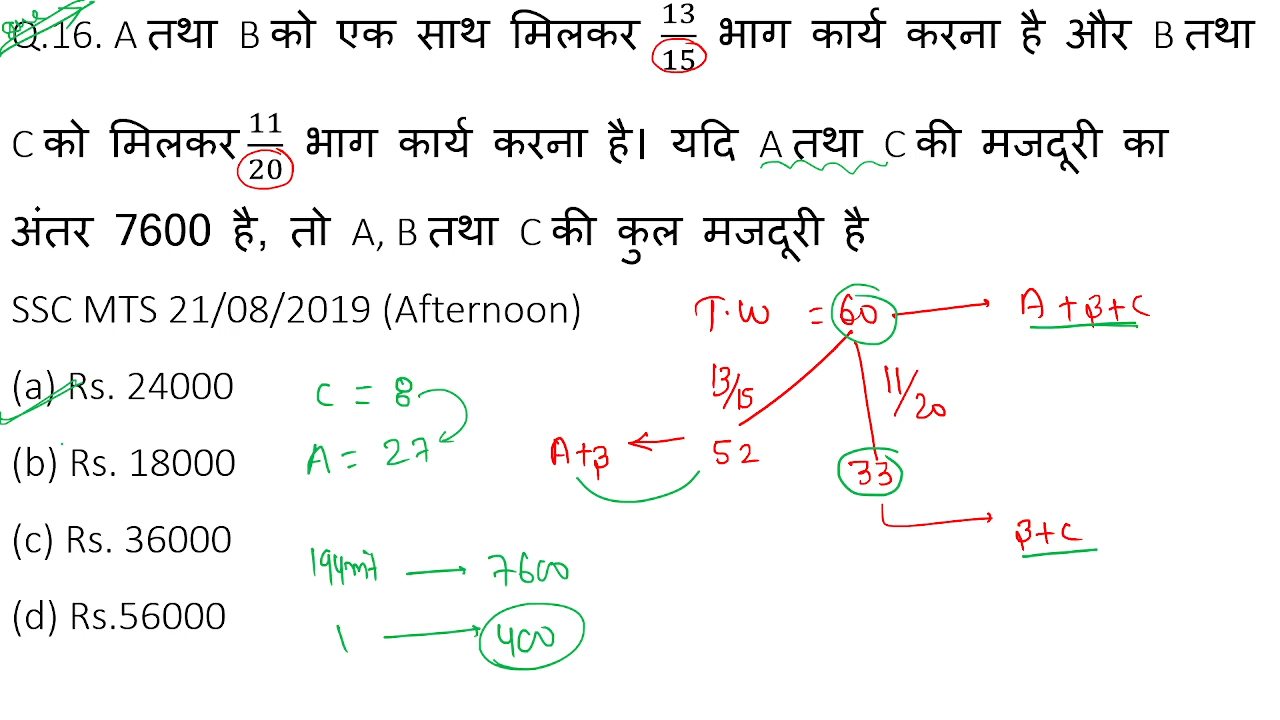 Q.16. A तथा B को एक साथ मिलकर 13/15 भाग कार्य करना है और B तथा
C को मिलकर 11/20 भाग कार्य करना है। यदि A तथा C की मजदूरी का
अंतर 7600 है, तो A, B तथा C की कुल मजदूरी है
SSC MTS 21/08/2019 (Afternoon)
T.W = 60 → A + B + C
(a) Rs. 24000
C = 8
13/15
11/20
A = 27
A+B ← 52
33
(b) Rs. 18000
(c) Rs. 36000
B+C
7600
(d) Rs.56000
1 → 400